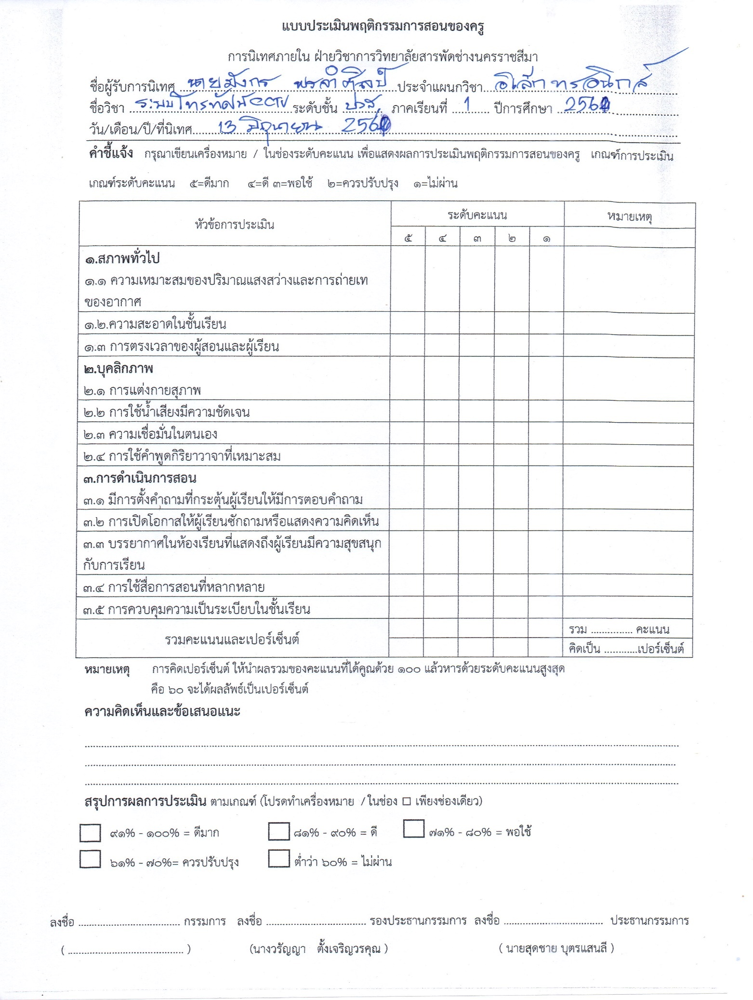 แบบประเมินพฤติกรรมการสอนของครู
การนิเทศภายใน ฝ่ายวิชาการวิทยาลัยสารพัดช่างนครราชสีมา
ชื่อผู้รับการนิเทศ นายมังกร ประจำแผนกวิชา อิเล็กทรอนิกส์
ชื่อวิชา ระบบโทรทัศน์ CCTV ระดับชั้น ปวส. ภาคเรียนที่ 1 ปีการศึกษา
วัน/เดือน/ปี/ที่นิเทศ 13 มิถุนายน
คำชี้แจ้ง กรุณาเขียนเครื่องหมาย / ในช่องระดับคะแนน เพื่อแสดงผลการประเมินพฤติกรรมการสอนของครู เกณฑ์การประเมิน
เกณฑ์ระดับคะแนน ๕=ดีมาก ๔=ดี ๓=พอใช้ ๒=ควรปรับปรุง ๑=ไม่ผ่าน
หัวข้อการประเมิน ระดับคะแนน หมายเหตุ
๕ ๔ ๓ ๒ ๑
๑.สภาพทั่วไป
๑.๑ ความเหมาะสมของปริมาณแสงสว่างและการถ่ายเท
ของอากาศ
๑.๒.ความสะอาดในชั้นเรียน
๑.๓ การตรงเวลาของผู้สอนและผู้เรียน
๒.บุคลิกภาพ
๒.๑ การแต่งกายสุภาพ
๒.๒ การใช้น้ำเสียงมีความชัดเจน
๒.๓ ความเชื่อมั่นในตนเอง
๒.๔ การใช้คำพูดกิริยาวาจาที่เหมาะสม
๓.การดำเนินการสอน
๓.๑ มีการตั้งคำถามที่กระตุ้นผู้เรียนให้มีการตอบคำถาม
๓.๒ การเปิดโอกาสให้ผู้เรียนซักถามหรือแสดงความคิดเห็น
๓.๓ บรรยากาศในห้องเรียนที่แสดงถึงผู้เรียนมีความสุขสนุก
กับการเรียน
๓.๔ การใช้สื่อการสอนที่หลากหลาย
๓.๕ การควบคุมความเป็นระเบียบในชั้นเรียน
รวมคะแนนและเปอร์เซ็นต์
รวม .............. คะแนน
คิดเป็น ............เปอร์เซ็นต์
หมายเหตุ การคิดเปอร์เซ็นต์ ให้นำผลรวมของคะแนนที่ได้คูณด้วย ๑๐๐ แล้วหารด้วยระดับคะแนนสูงสุด
คือ ๖๐ จะได้ผลลัพธ์เป็นเปอร์เซ็นต์
ความคิดเห็นและข้อเสนอแนะ
สรุปการผลการประเมิน ตามเกณฑ์ (โปรดทำเครื่องหมาย / ในช่อง □ เพียงช่องเดียว)
๙๑% - ๑๐๐% = ดีมาก ๘๑% - ๙๐% = ดี ๗๑% - ๘๐% = พอใช้
๖๑% - ๗๐%= ควรปรับปรุง ต่ำว่า ๖๐% = ไม่ผ่าน
ลงชื่อ .................................. กรรมการ ลงชื่อ .................................. รองประธานกรรมการ ลงชื่อ .................................. ประธานกรรมการ
( ...................................... ) (นางวรัญญา ตั้งเจริญวรคุณ ) ( นายสุดชาย บุตรแสนลี )